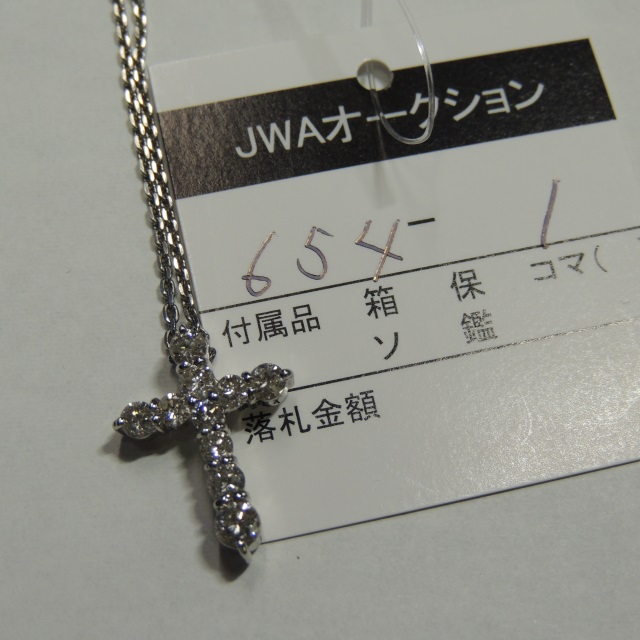 JWAオークション
654-1
付属品 箱 保 コマ(
ソ 鑑
落札金額